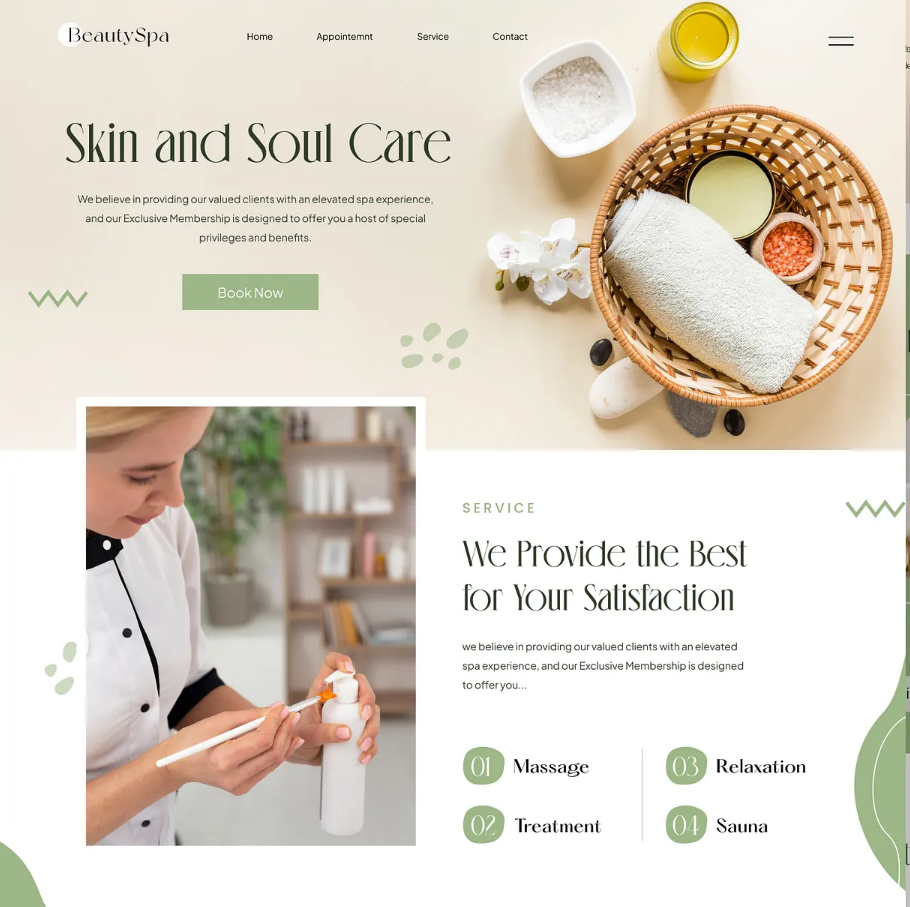 BeautySpa
Home Appointemnt Service Contact
Skin and Soul Care
We believe in providing our valued clients with an elevated spa experience,
and our Exclusive Membership is designed to offer you a host of special
privileges and benefits.
Book Now
SERVICE
We Provide the Best
for Your Satisfaction
we believe in providing our valued clients with an elevated
spa experience, and our Exclusive Membership is designed
to offer you...
01 Massage
03 Relaxation
02 Treatment
04 Sauna